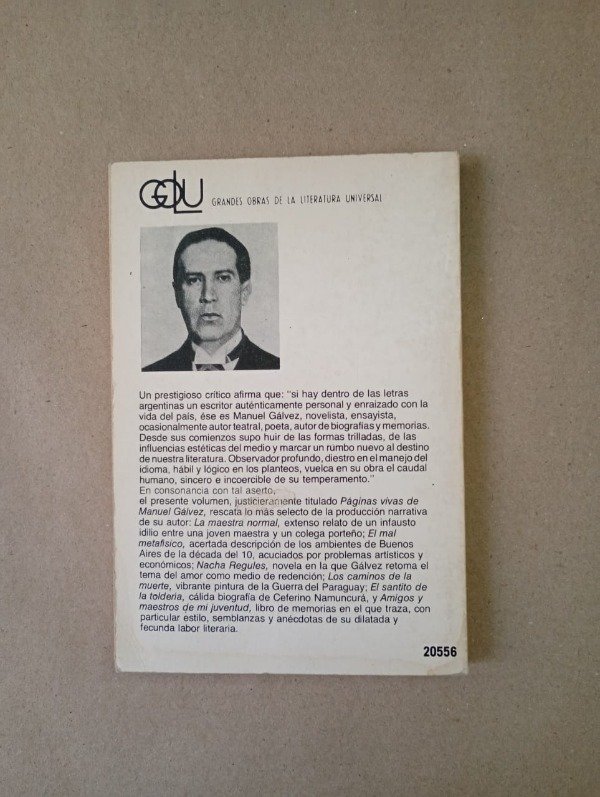 GOLU GRANDES OBRAS DE LA LITERATURA UNIVERSAL
Un prestigioso crítico afirma que: "si hay dentro de las letras
argentinas un escritor auténticamente personal y enraizado con la
vida del país, ése es Manuel Gálvez, novelista, ensayista,
ocasionalmente autor teatral, poeta, autor de biografías y memorias.
Desde sus comienzos supo huir de las formas trilladas, de las
influencias estéticas del medio y marcar un rumbo nuevo al destino
de nuestra literatura. Observador profundo, diestro en el manejo del
idioma, hábil y lógico en los planteos, vuelca en su obra el caudal
humano, sincero e incoercible de su temperamento."
En consonancia con tal aserto,
el presente volumen, justicieramente titulado Páginas vivas de
Manuel Gálvez, rescata lo más selecto de la producción narrativa
de su autor: La maestra normal, extenso relato de un infausto
idilio entre una joven maestra y un colega porteño; El mal
metafísico, acertada descripción de los ambientes de Buenos
Aires de la década del 10, acuciados por problemas artísticos y
económicos; Nacha Regules, novela en la que Gálvez retoma el
tema del amor como medio de redención; Los caminos de la
muerte, vibrante pintura de la Guerra del Paraguay; El santito de
la toldería, cálida biografía de Ceferino Namuncurá, y Amigos y
maestros de mi juventud, libro de memorias en el que traza, con
particular estilo, semblanzas y anécdotas de su dilatada y
fecunda labor literaria.
20556